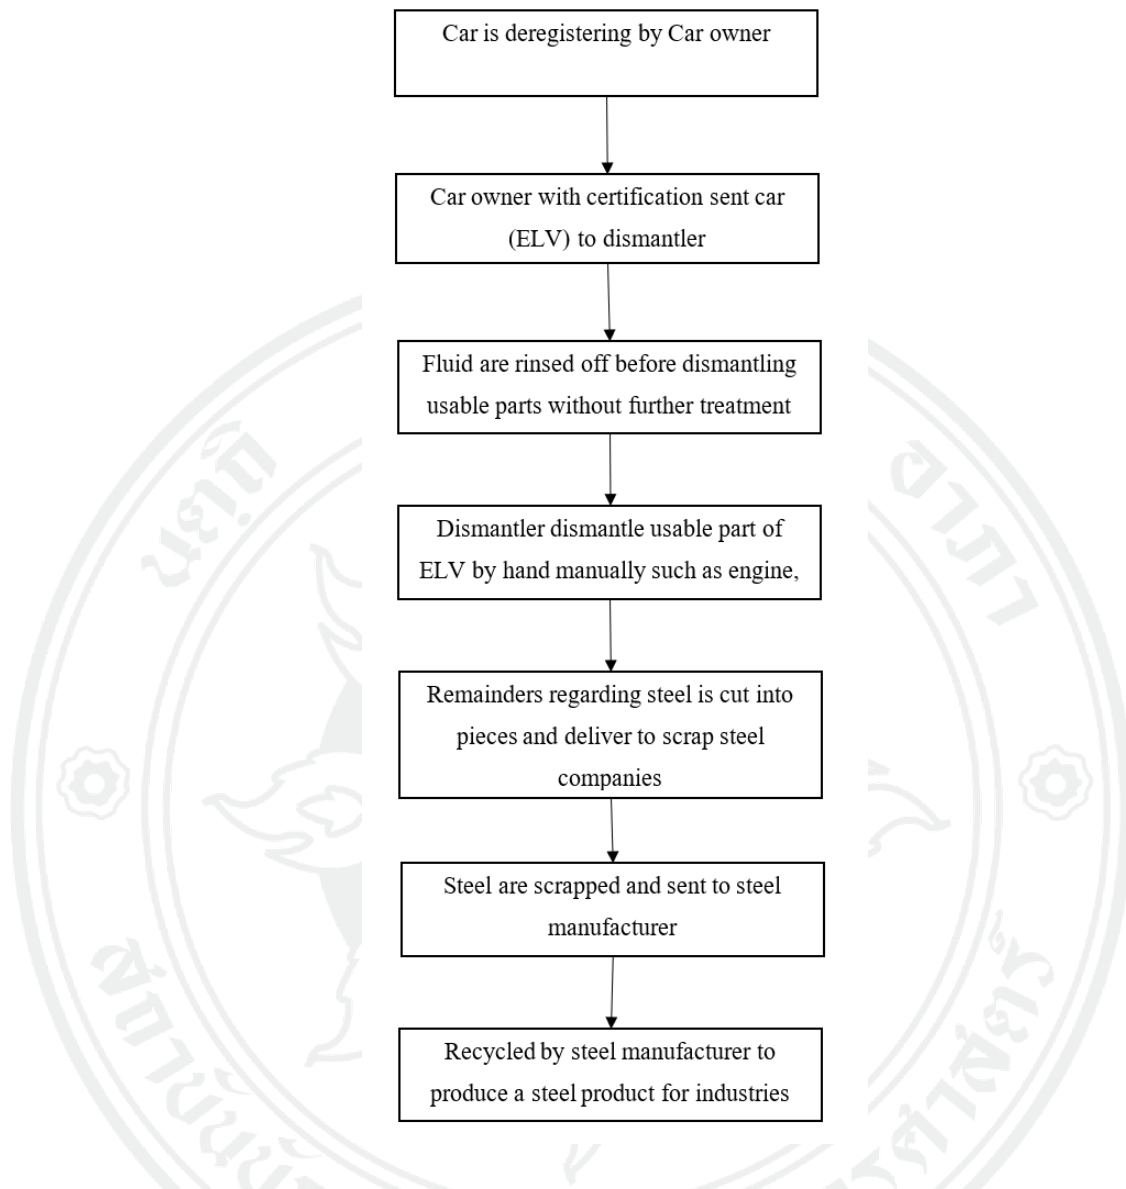 Car is deregistering by Car owner
Car owner with certification sent car
(ELV) to dismantler
Fluid are rinsed off before dismantling
usable parts without further treatment
Dismantler dismantle usable part of
ELV by hand manually such as engine,
Remainders regarding steel is cut into
pieces and deliver to scrap steel
companies
Steel are scrapped and sent to steel
manufacturer
Recycled by steel manufacturer to
produce a steel product for industries